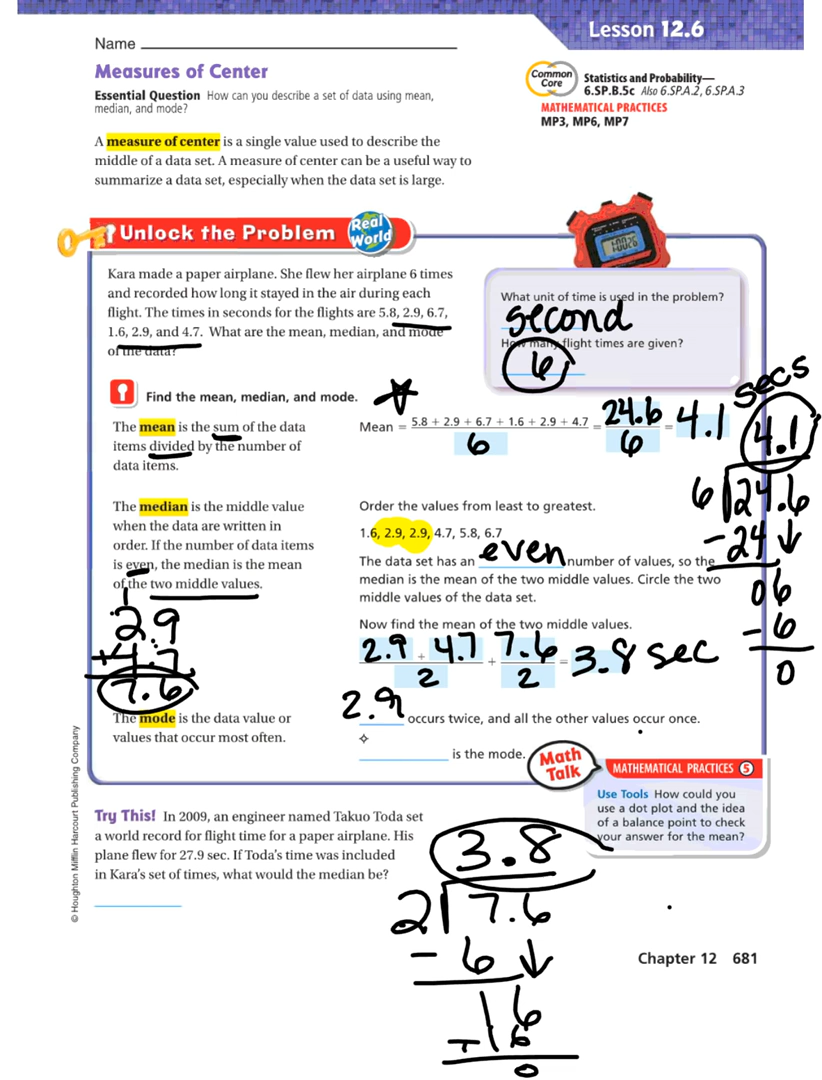 Lesson 12.6
Name
Measures of Center
Essential Question How can you describe a set of data using mean,
median, and mode?
Common
Core
Statistics and Probability—
6.SP.B.5c Also 6.SP.A.2, 6.SP.A.3
MATHEMATICAL PRACTICES
MP3, MP6, MP7
A measure of center is a single value used to describe the
middle of a data set. A measure of center can be a useful way to
summarize a data set, especially when the data set is large.
Unlock the Problem
Real
World
Kara made a paper airplane. She flew her airplane 6 times
and recorded how long it stayed in the air during each
flight. The times in seconds for the flights are 5.8, 2.9, 6.7,
1.6, 2.9, and 4.7. What are the mean, median, and mode
of the data?
What unit of time is used in the problem?
second
How many flight times are given?
6
Find the mean, median, and mode.
The mean is the sum of the data
items divided by the number of
data items.
Mean = 5.8 + 2.9 + 6.7 + 1.6 + 2.9 + 4.7 = 24.6 = 4.1
6 6
secs
4.1
6 24.6
- 24
06
- 6
0
The median is the middle value
when the data are written in
order. If the number of data items
is even, the median is the mean
of the two middle values.
1
2.9
+4.7
7.6
Order the values from least to greatest.
1.6, 2.9, 2.9, 4.7, 5.8, 6.7
The data set has an even number of values, so the
median is the mean of the two middle values. Circle the two
middle values of the data set.
Now find the mean of the two middle values.
2.9 + 4.7 + 7.6 = 3.8 sec
2 2
The mode is the data value or
values that occur most often.
2.9 occurs twice, and all the other values occur once.
is the mode.
Math
Talk
MATHEMATICAL PRACTICES 5
Use Tools How could you
use a dot plot and the idea
of a balance point to check
your answer for the mean?
Try This! In 2009, an engineer named Takuo Toda set
a world record for flight time for a paper airplane. His
plane flew for 27.9 sec. If Toda's time was included
in Kara's set of times, what would the median be?
3.8
2 7.6
- 6
16
- 16
0
© Houghton Mifflin Harcourt Publishing Company
Chapter 12 681